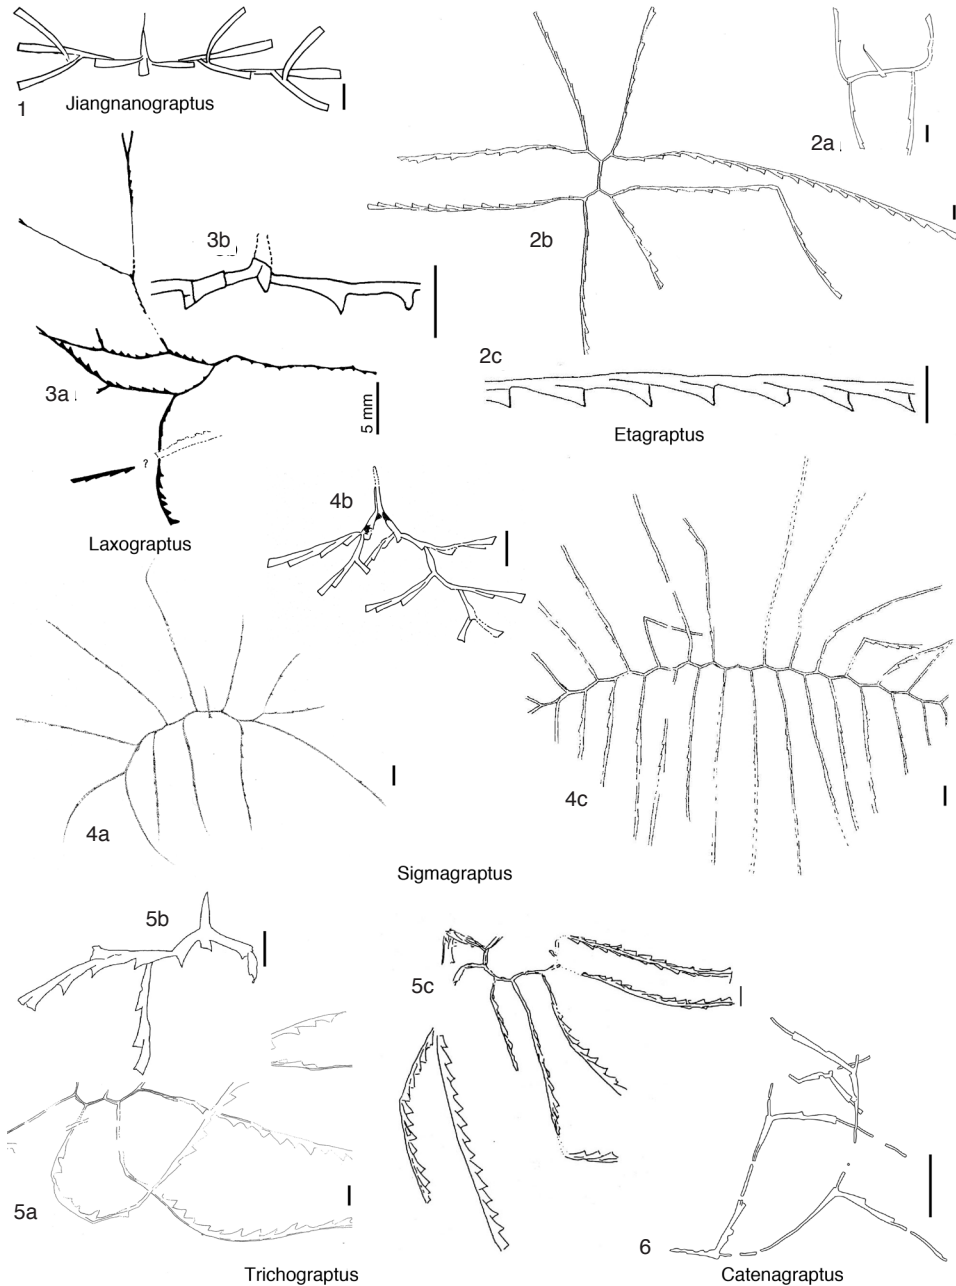 1
Jiangnanograptus
2a
2b
3b
2c
3a
5 mm
Etagraptus
?
Laxograptus
4b
4a
4c
Sigmagraptus
5b
5c
5a
6
Trichograptus
Catenagraptus